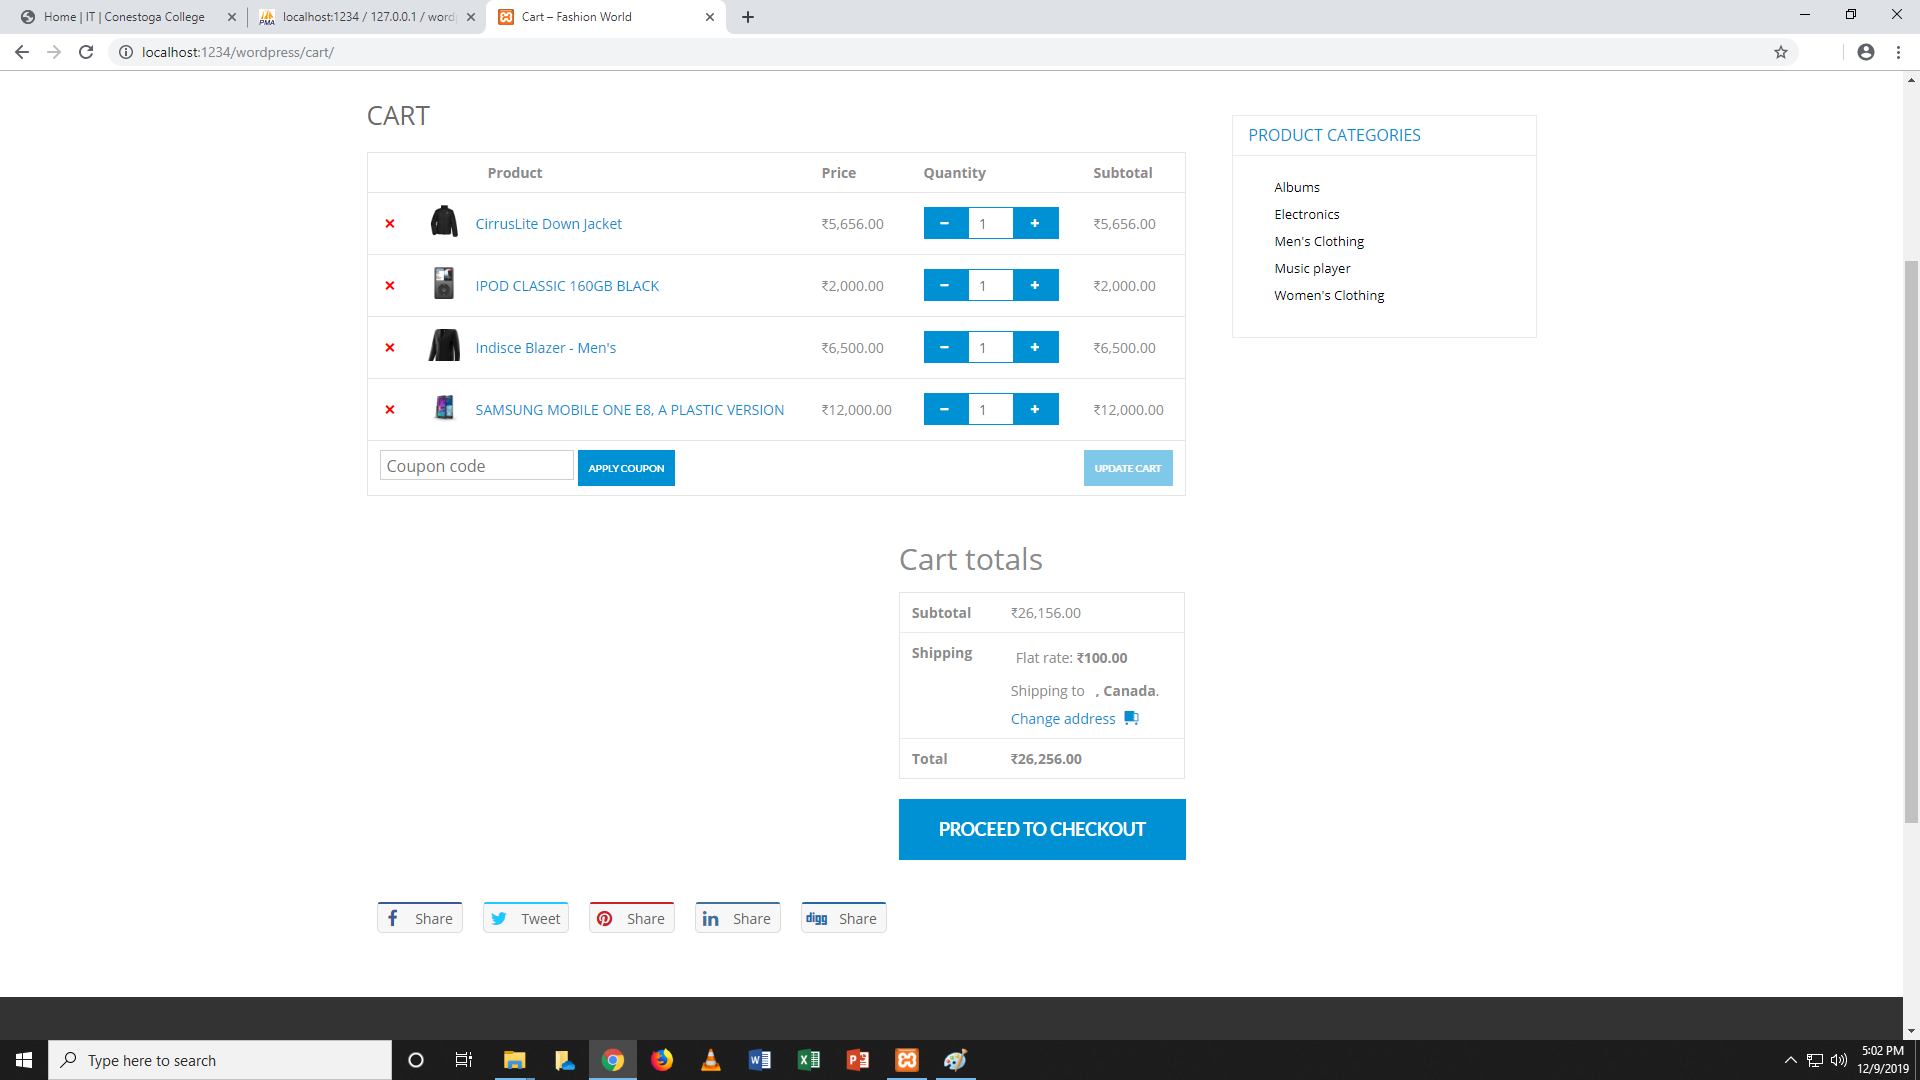 Home | IT | Conestoga College
localhost:1234 / 127.0.0.1 / word
Cart – Fashion World
localhost:1234/wordpress/cart/
CART
Product Price Quantity Subtotal
CirrusLite Down Jacket ₹5,656.00 1 ₹5,656.00
IPOD CLASSIC 160GB BLACK ₹2,000.00 1 ₹2,000.00
Indisce Blazer - Men's ₹6,500.00 1 ₹6,500.00
SAMSUNG MOBILE ONE E8, A PLASTIC VERSION ₹12,000.00 1 ₹12,000.00
Coupon code APPLY COUPON UPDATE CART
PRODUCT CATEGORIES
Albums
Electronics
Men's Clothing
Music player
Women's Clothing
Cart totals
Subtotal ₹26,156.00
Shipping Flat rate: ₹100.00
Shipping to , Canada.
Change address
Total ₹26,256.00
PROCEED TO CHECKOUT
Share Tweet Share Share digg Share
Type here to search
5:02 PM
12/9/2019